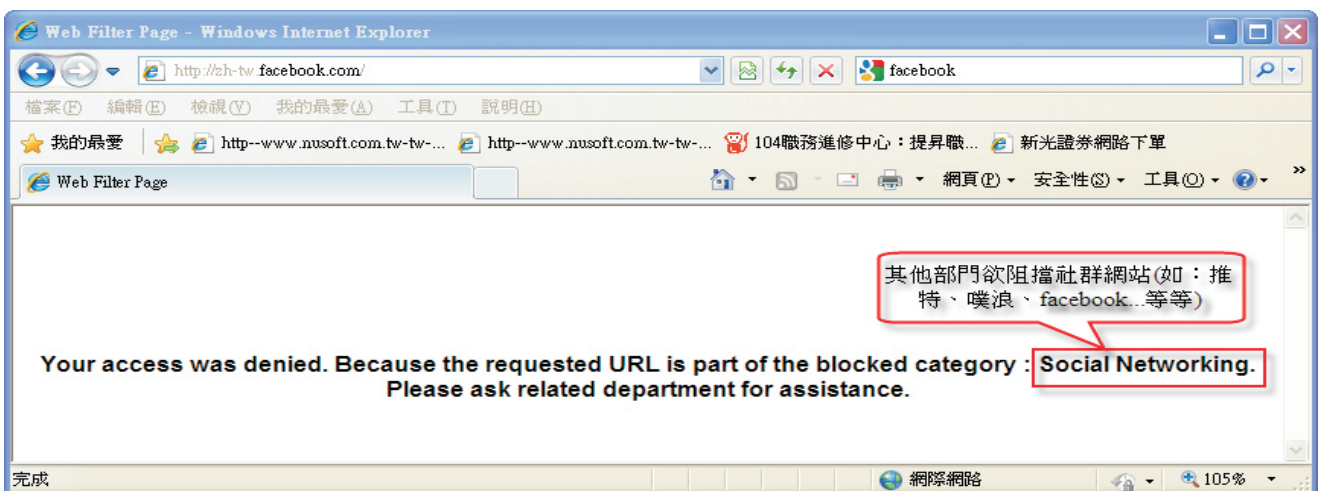 Web Filter Page - Windows Internet Explorer
http://zh-tw.facebook.com/
facebook
檔案(F) 編輯(E) 檢視(V) 我的最愛(A) 工具(T) 說明(H)
我的最愛 http--www.nusoft.com.tw-tw-... http--www.nusoft.com.tw-tw-... 104職務進修中心：提昇職... 新光證券網路下單
Web Filter Page 網頁(P) 安全性(S) 工具(O) »
其他部門欲阻擋社群網站(如：推
特、噗浪、facebook...等等)
Your access was denied. Because the requested URL is part of the blocked category : Social Networking.
Please ask related department for assistance.
完成 網際網路 105%